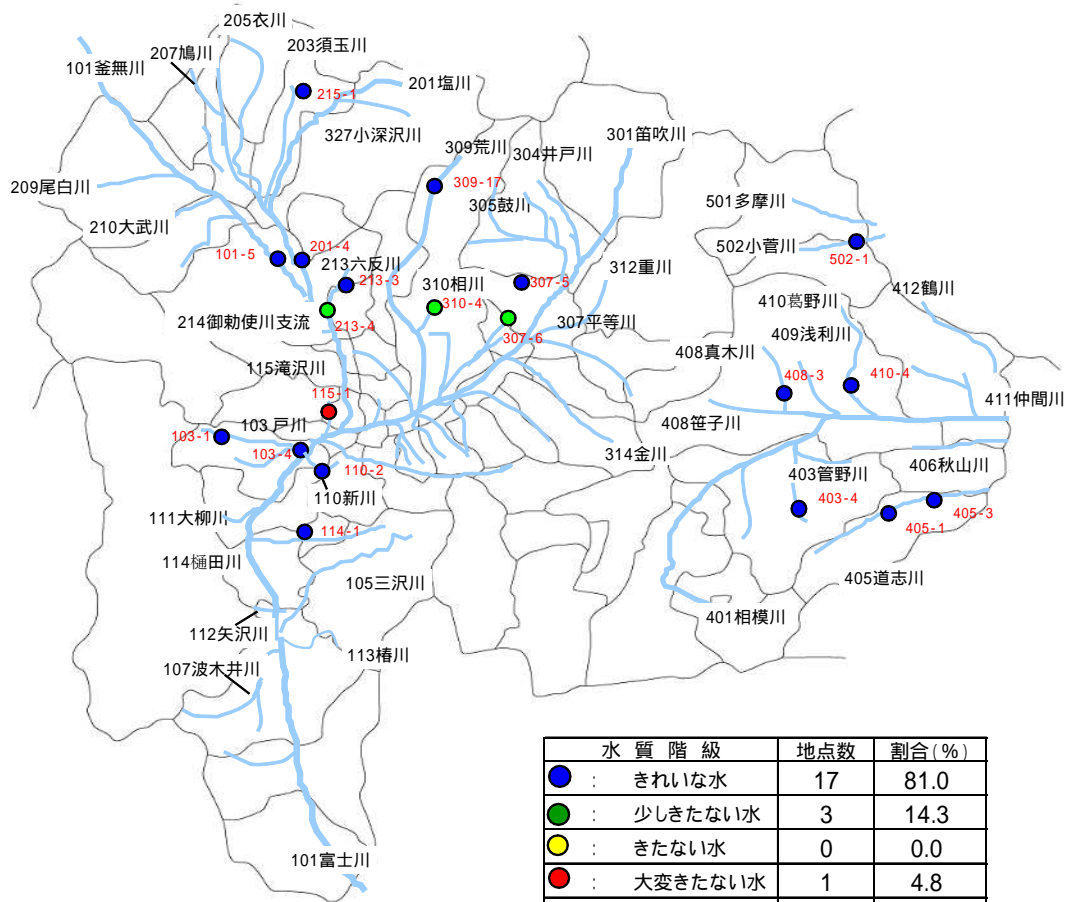 205衣川
207鳩川
203須玉川
101釜無川
201塩川
215-1
327小深沢川
309荒川
304井戸川
301笛吹川
309-17
305鼓川
209尾白川
210大武川
501多摩川
502小菅川
502-1
101-5
201-4
213六反川
213-3
310相川
310-4
307-5
312重川
412鶴川
410葛野川
409浅利川
214御勅使川支流
213-4
307-6
307平等川
408真木川
115滝沢川
408-3
410-4
115-1
411仲間川
103戸川
103-1
103-4
408笹子川
314金川
406秋山川
110-2
110新川
403管野川
403-4
405-3
405-1
111大柳川
114-1
114樋田川
105三沢川
405道志川
401相模川
112矢沢川
113椿川
107波木井川
101富士川
水質階級 地点数 割合(%)
: きれいな水 17 81.0
: 少しきたない水 3 14.3
: きたない水 0 0.0
: 大変きたない水 1 4.8